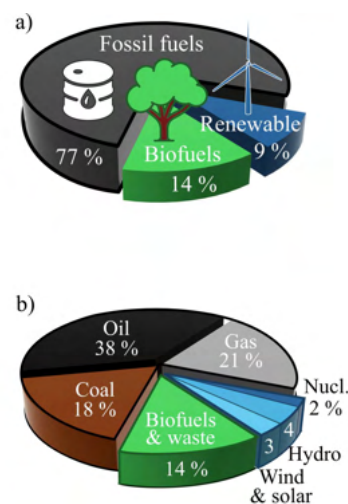 a)
Fossil fuels
Renewable
77 %
Biofuels
9 %
14 %
b)
Oil
38 %
Gas
21 %
Coal
18 %
Biofuels
& waste
14 %
Nucl.
2 %
3
4
Hydro
Wind
& solar